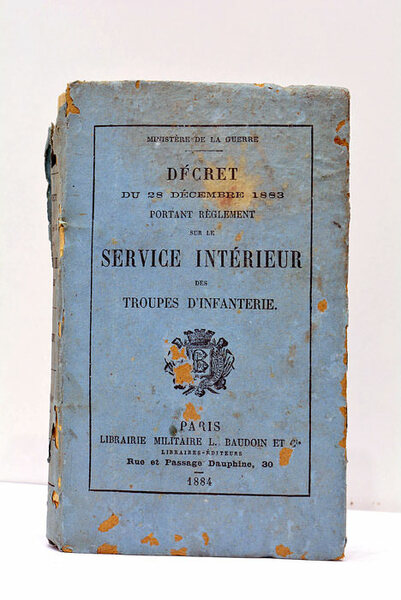 MINISTÈRE DE LA GUERRE
DÉCRET
DU 28 DÉCEMBRE 1883
PORTANT RÈGLEMENT
SUR LE
SERVICE INTÉRIEUR
DES
TROUPES D'INFANTERIE.
B
PARIS
LIBRAIRIE MILITAIRE L. BAUDOIN ET Cie
LIBRAIRES-ÉDITEURS
Rue et Passage Dauphine, 30
1884